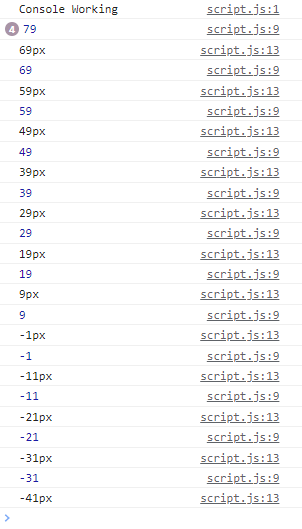 Console Working script.js:1
4 79 script.js:9
69px script.js:13
69 script.js:9
59px script.js:13
59 script.js:9
49px script.js:13
49 script.js:9
39px script.js:13
39 script.js:9
29px script.js:13
29 script.js:9
19px script.js:13
19 script.js:9
9px script.js:13
9 script.js:9
-1px script.js:13
-1 script.js:9
-11px script.js:13
-11 script.js:9
-21px script.js:13
-21 script.js:9
-31px script.js:13
-31 script.js:9
-41px script.js:13